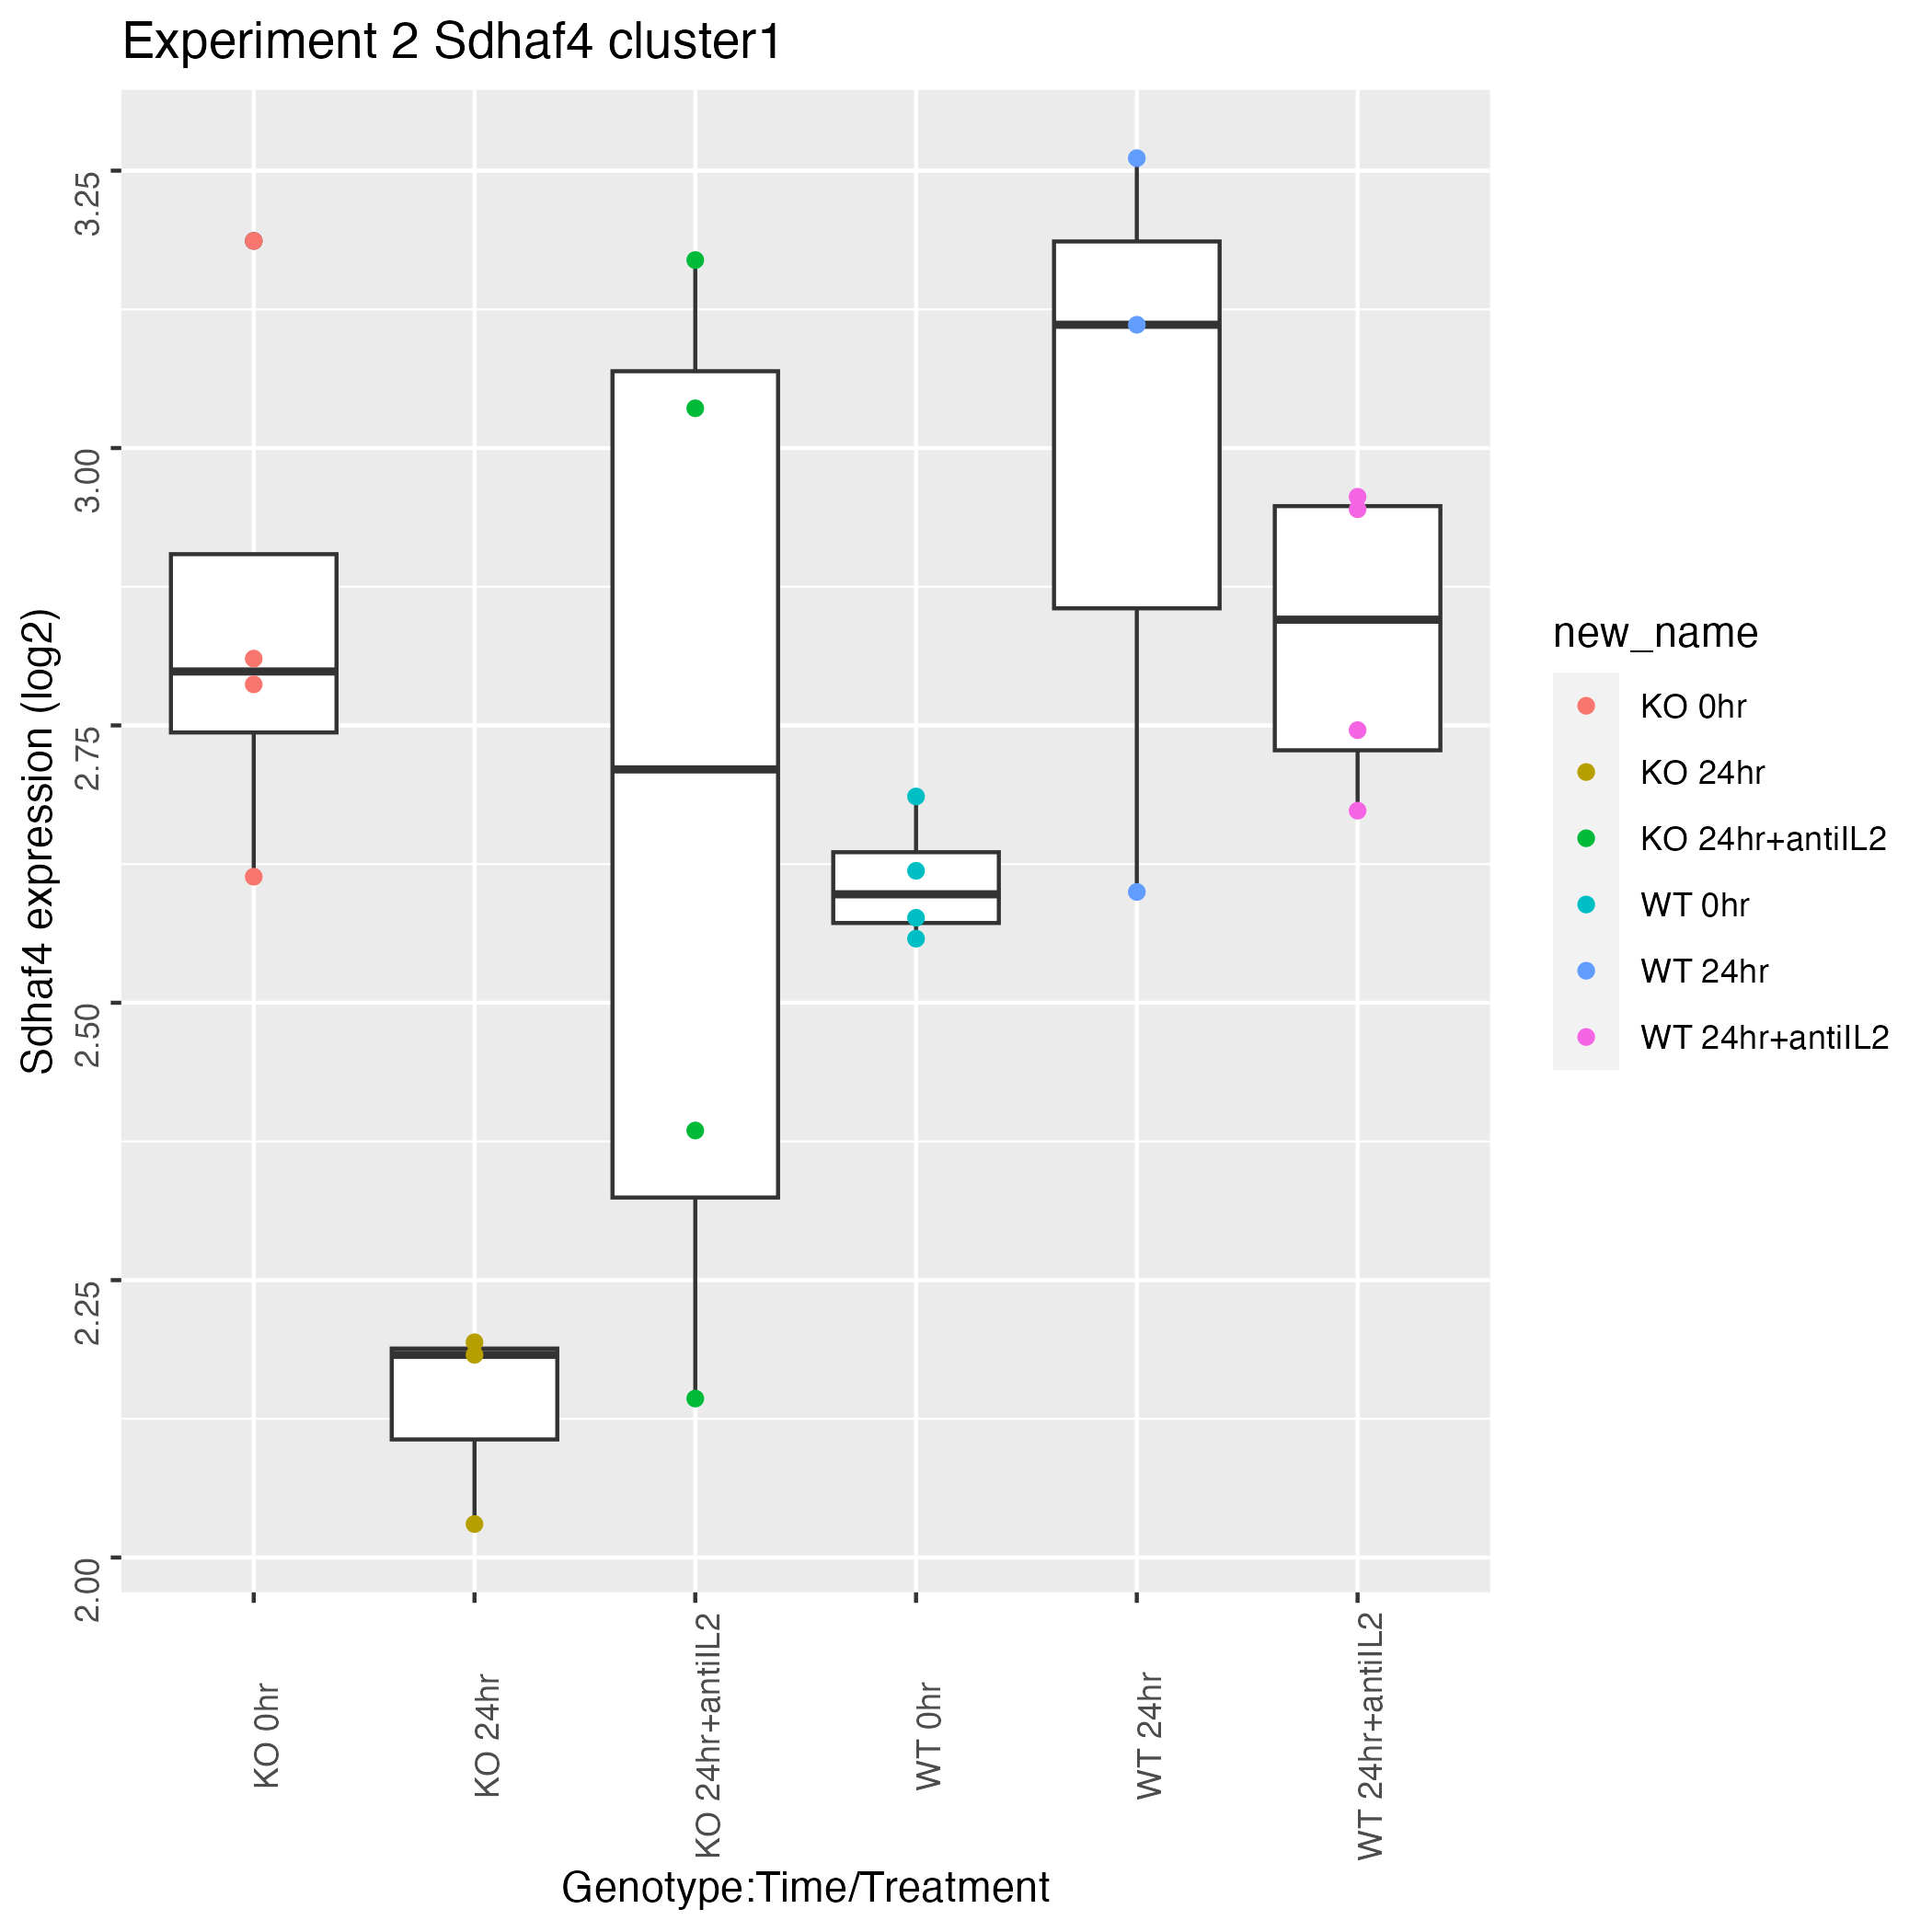 Experiment 2 Sdhaf4 cluster1
Sdhaf4 expression (log2)
3.25
3.00
2.75
2.50
2.25
2.00
KO 0hr
KO 24hr
KO 24hr+antiIL2
WT 0hr
WT 24hr
WT 24hr+antiIL2
Genotype:Time/Treatment
new_name
KO 0hr
KO 24hr
KO 24hr+antiIL2
WT 0hr
WT 24hr
WT 24hr+antiIL2